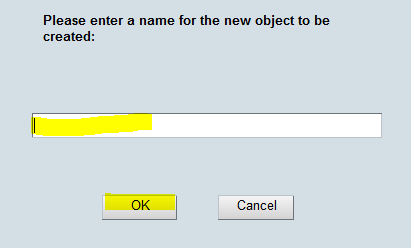 Please enter a name for the new object to be
created:
OK
Cancel